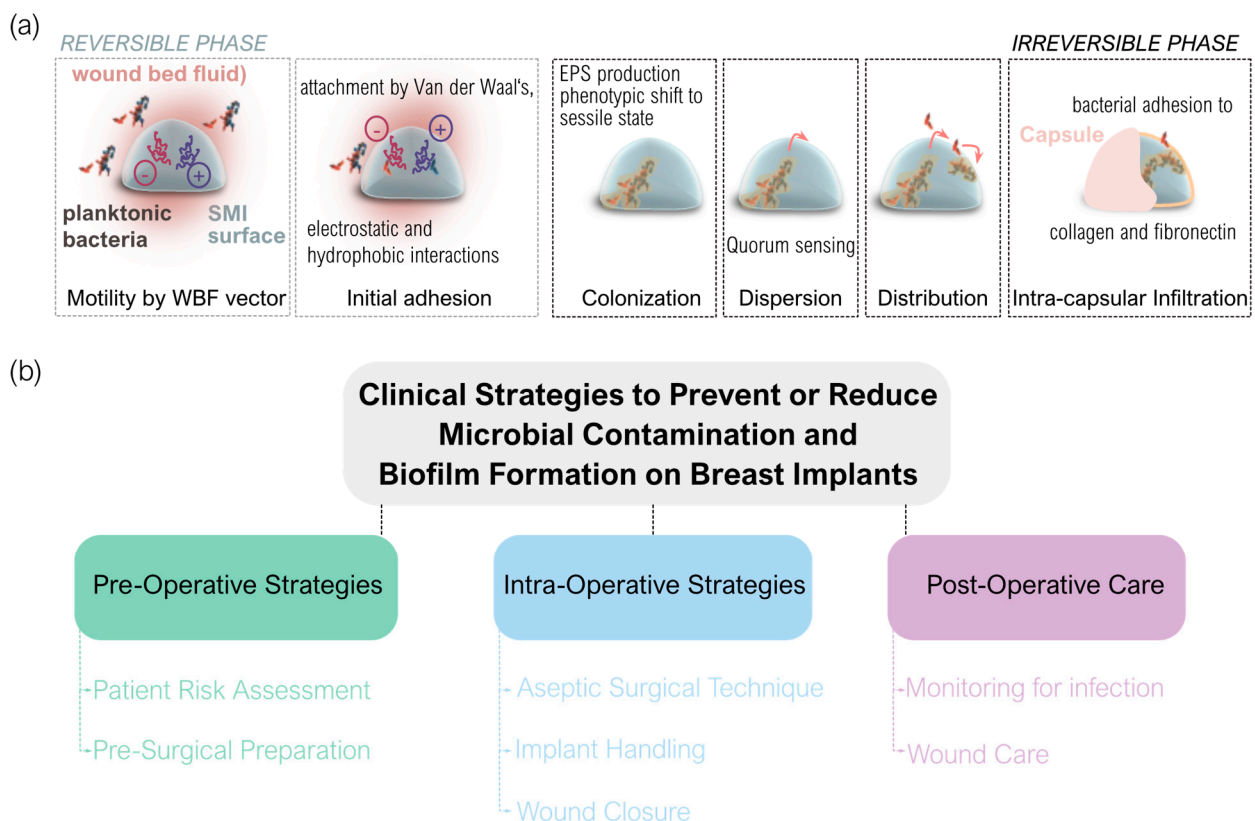 (a)
REVERSIBLE PHASE
IRREVERSIBLE PHASE
wound bed fluid)
-
+
planktonic
bacteria
SMI
surface
Motility by WBF vector
attachment by Van der Waal's,
-
+
electrostatic and
hydrophobic interactions
Initial adhesion
EPS production
phenotypic shift to
sessile state
Colonization
Quorum sensing
Dispersion
Distribution
bacterial adhesion to
Capsule
collagen and fibronectin
Intra-capsular Infiltration
(b)
Clinical Strategies to Prevent or Reduce
Microbial Contamination and
Biofilm Formation on Breast Implants
Pre-Operative Strategies
Patient Risk Assessment
Pre-Surgical Preparation
Intra-Operative Strategies
Aseptic Surgical Technique
Implant Handling
Wound Closure
Post-Operative Care
Monitoring for infection
Wound Care